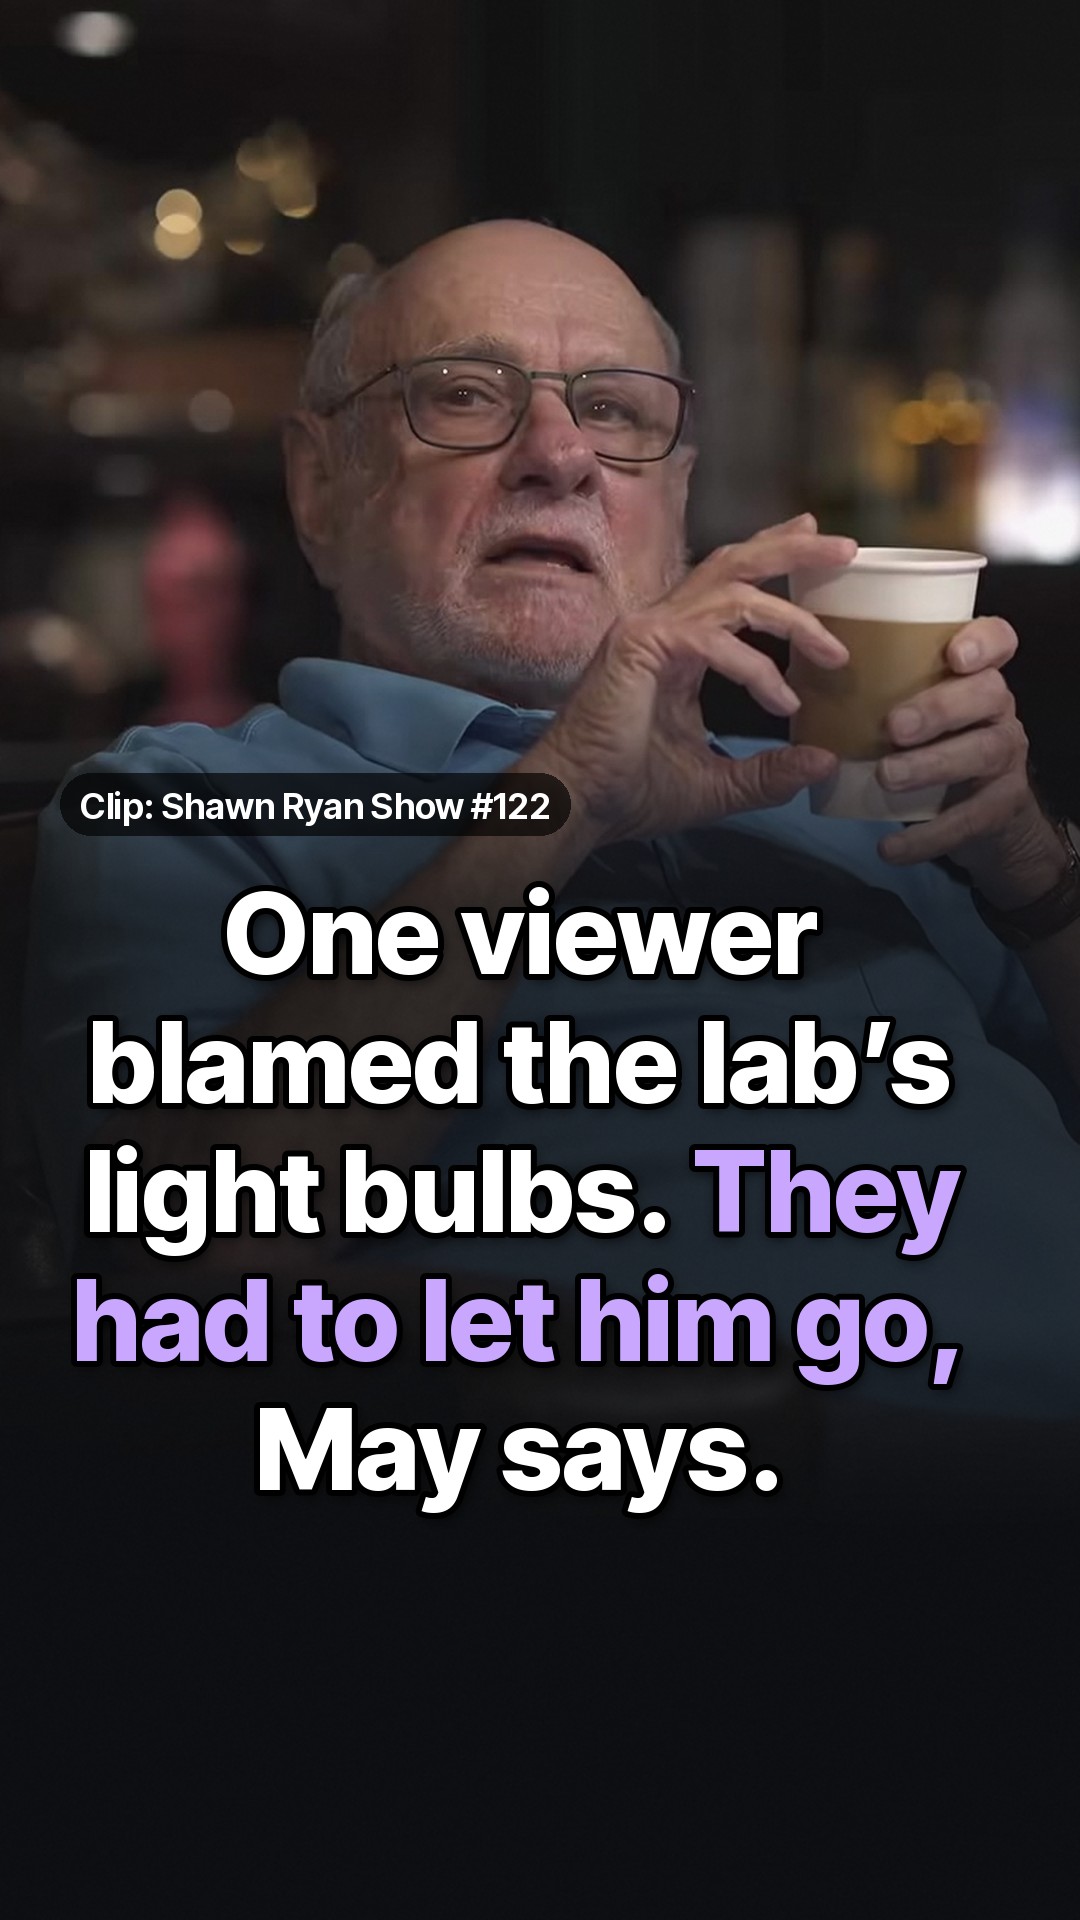 Clip: Shawn Ryan Show #122
One viewer
blamed the lab’s
light bulbs. They
had to let him go,
May says.